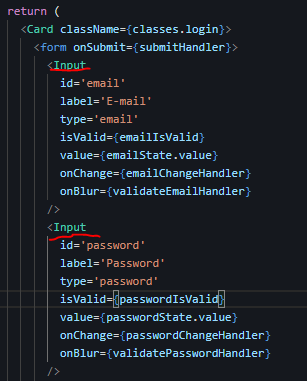 return (
<Card className={classes.login}>
<form onSubmit={submitHandler}>
<Input
id='email'
label='E-mail'
type='email'
isValid={emailIsValid}
value={emailState.value}
onChange={emailChangeHandler}
onBlur={validateEmailHandler}
/>
<Input
id='password'
label='Password'
type='password'
isValid={passwordIsValid}
value={passwordState.value}
onChange={passwordChangeHandler}
onBlur={validatePasswordHandler}
/>